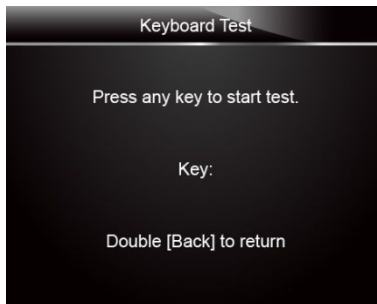 Keyboard Test
Press any key to start test.
Key:
Double [Back] to return